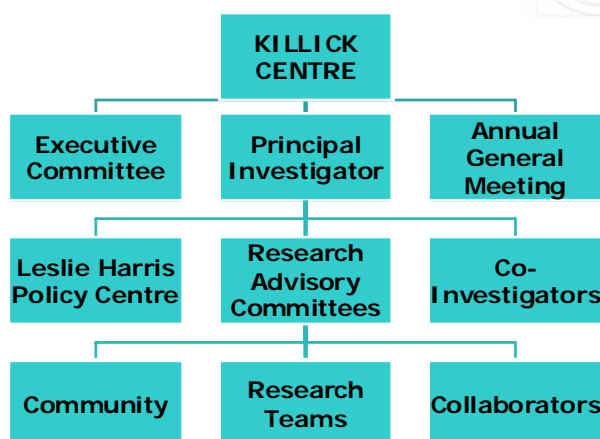 KILLICK
CENTRE
Executive
Committee
Principal
Investigator
Annual
General
Meeting
Leslie Harris
Policy Centre
Research
Advisory
Committees
Co-
Investigators
Community
Research
Teams
Collaborators